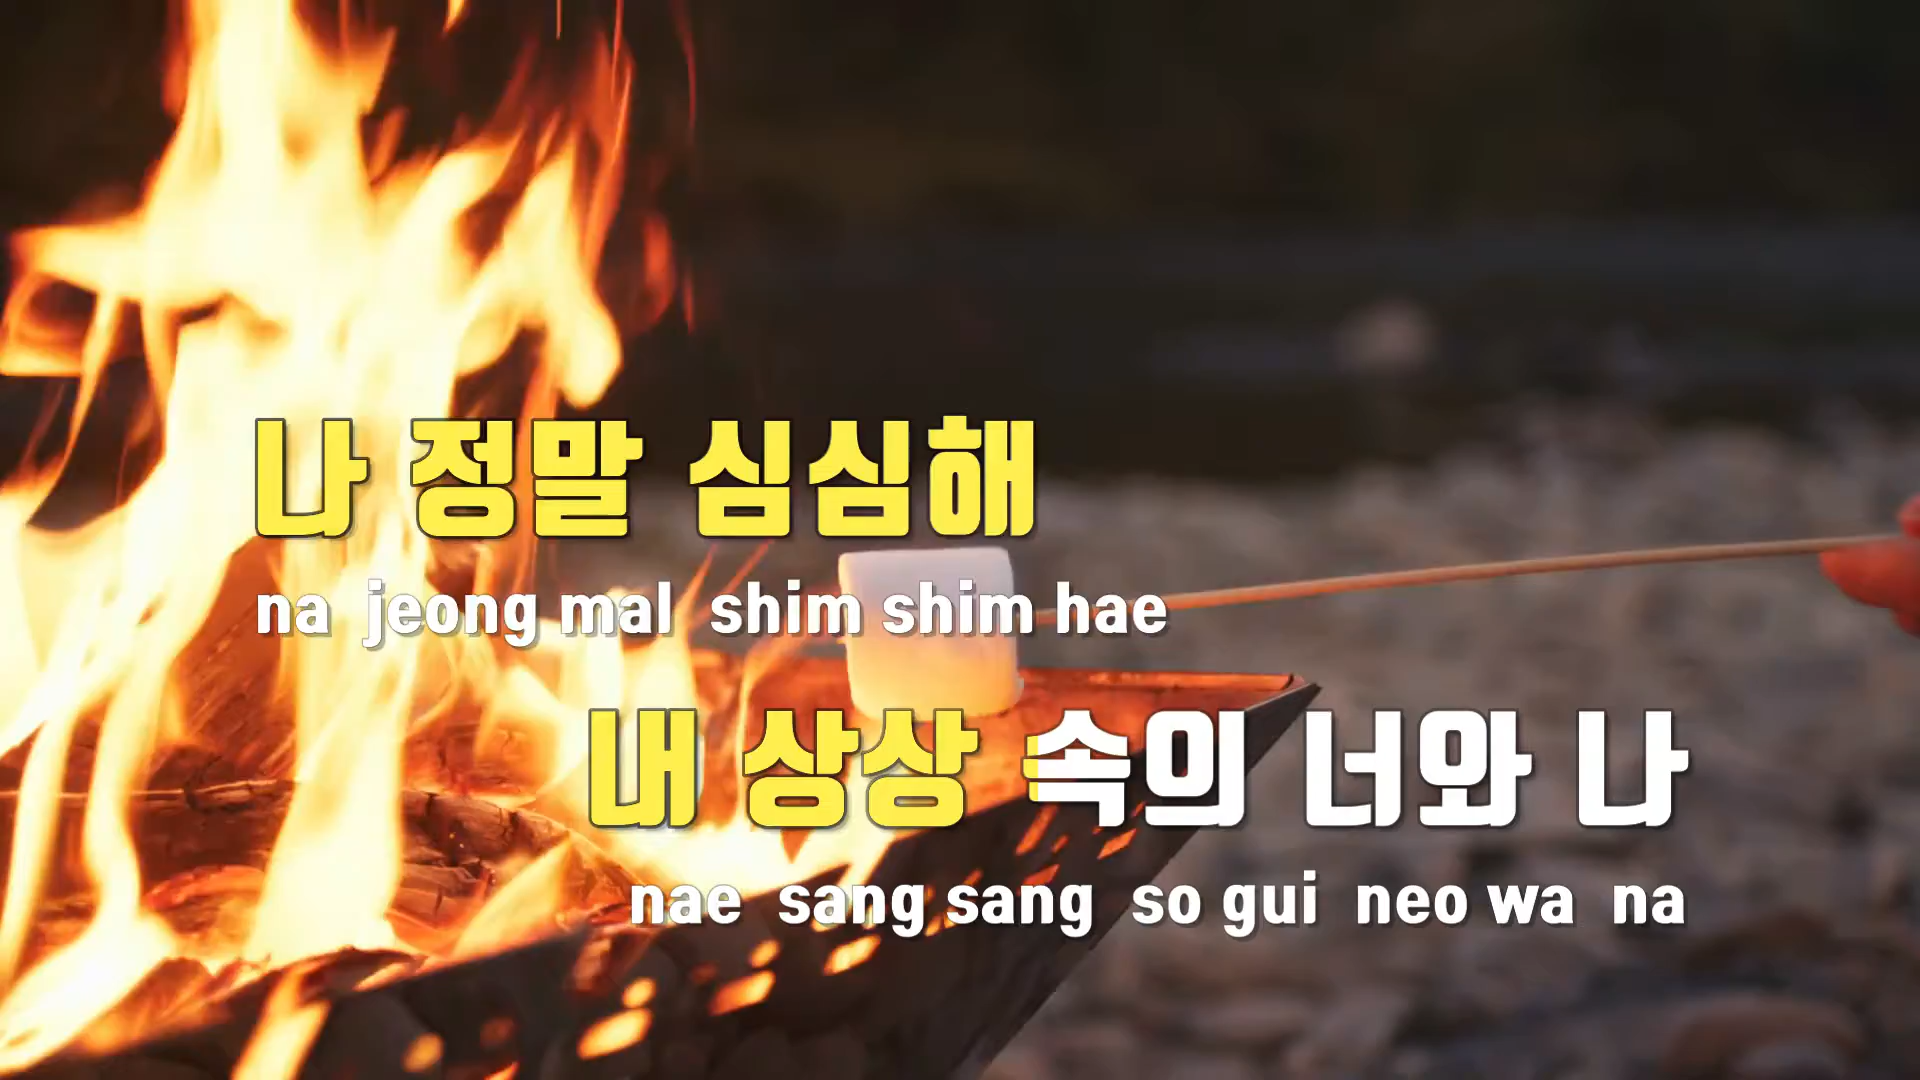 나 정말 심심해
na jeong mal shim shim hae
내 상상 속의 너와 나
nae sang sang so gui neo wa na